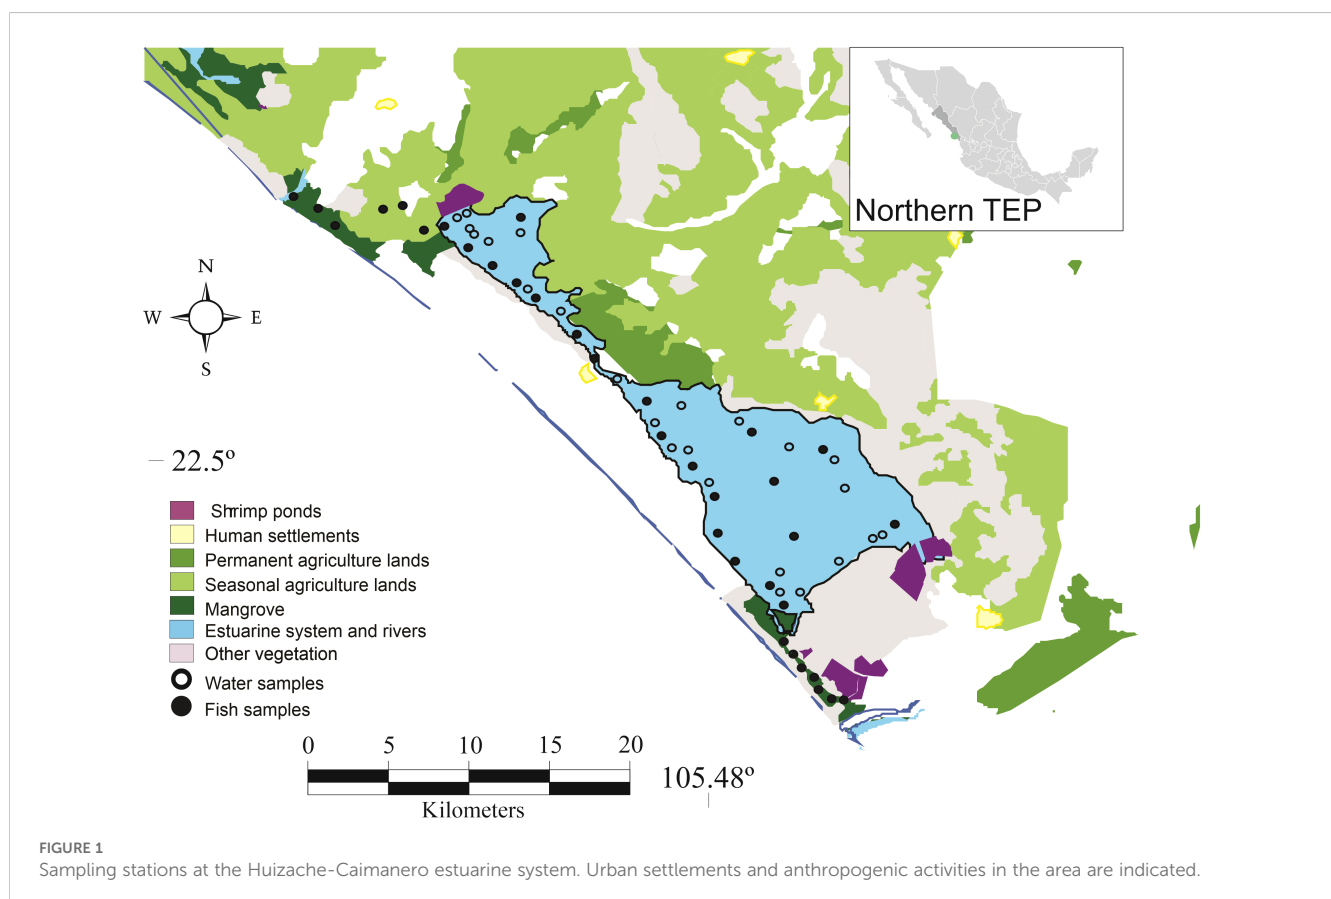 Northern TEP
N
W
E
S
22.5º
Shrimp ponds
Human settlements
Permanent agriculture lands
Seasonal agriculture lands
Mangrove
Estuarine system and rivers
Other vegetation
Water samples
Fish samples
0 5 10 15 20
Kilometers
105.48º
FIGURE 1
Sampling stations at the Huizache-Caimanero estuarine system. Urban settlements and anthropogenic activities in the area are indicated.